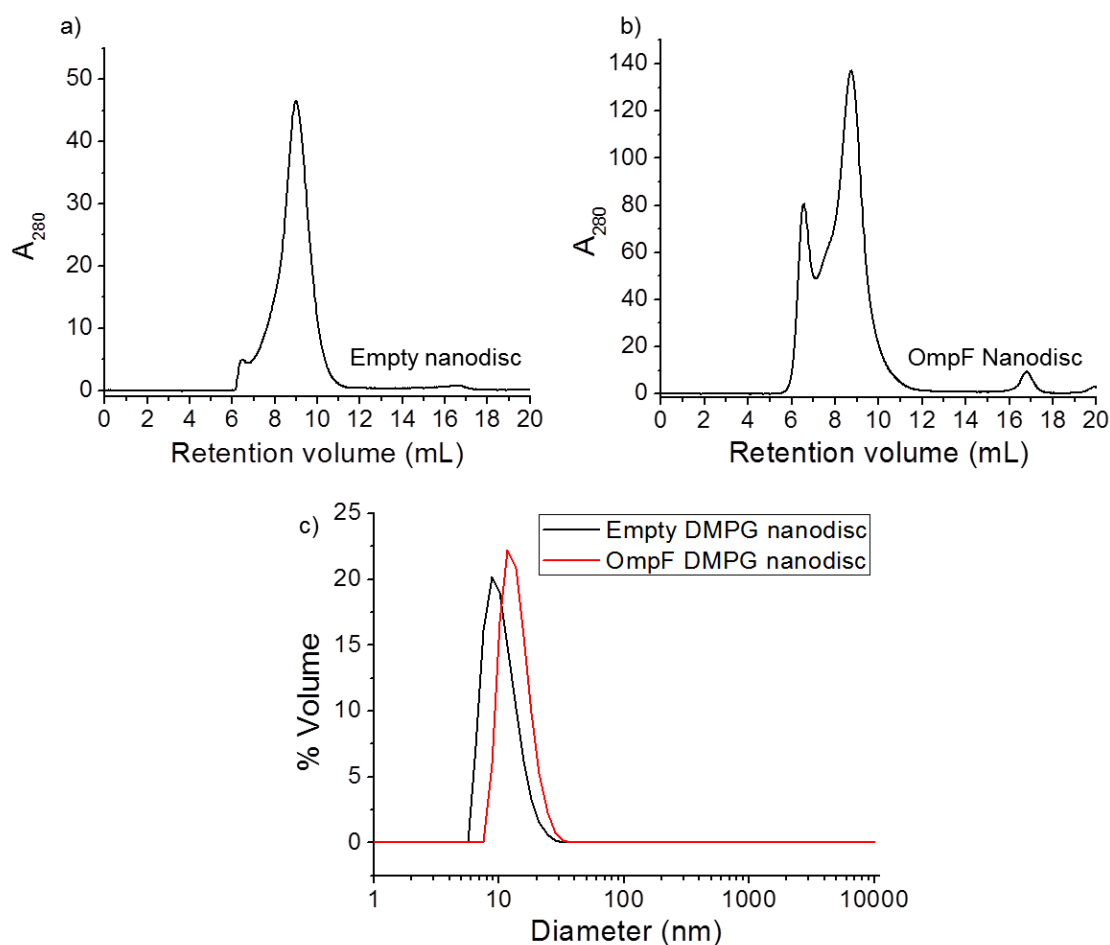 a)
A280
50
40
30
20
10
0
Empty nanodisc
0 2 4 6 8 10 12 14 16 18 20
Retention volume (mL)
b)
A280
140
120
100
80
60
40
20
0
OmpF Nanodisc
0 2 4 6 8 10 12 14 16 18 20
Retention volume (mL)
c)
% Volume
25
20
15
10
5
0
Empty DMPG nanodisc
OmpF DMPG nanodisc
1 10 100 1000 10000
Diameter (nm)